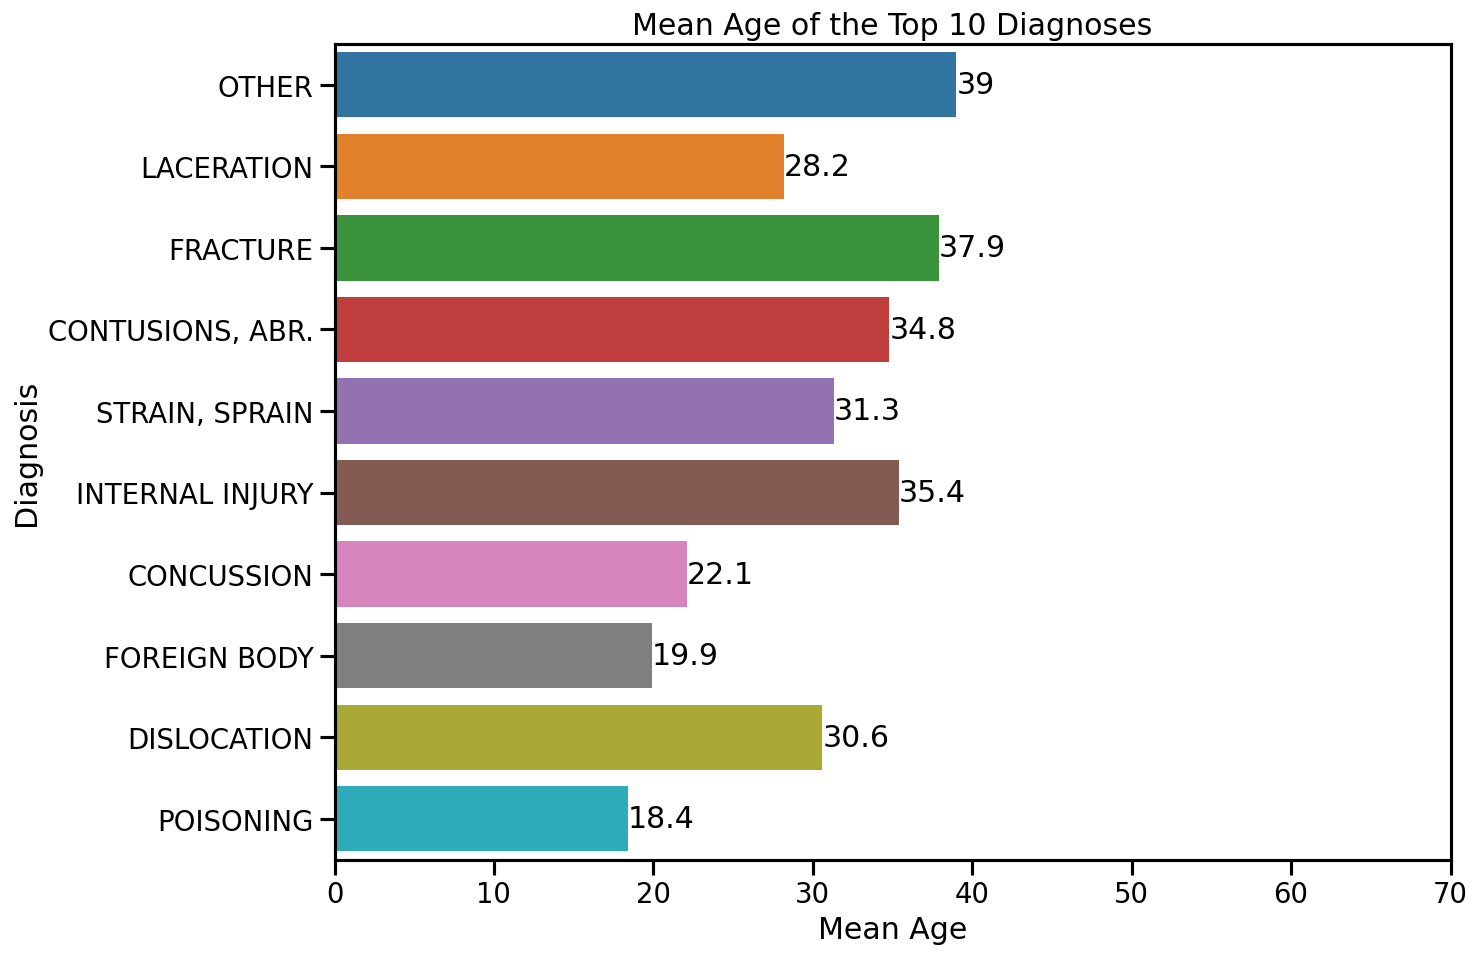 Mean Age of the Top 10 Diagnoses
OTHER 39
LACERATION 28.2
FRACTURE 37.9
CONTUSIONS, ABR. 34.8
STRAIN, SPRAIN 31.3
INTERNAL INJURY 35.4
CONCUSSION 22.1
FOREIGN BODY 19.9
DISLOCATION 30.6
POISONING 18.4
Diagnosis
0 10 20 30 40 50 60 70
Mean Age